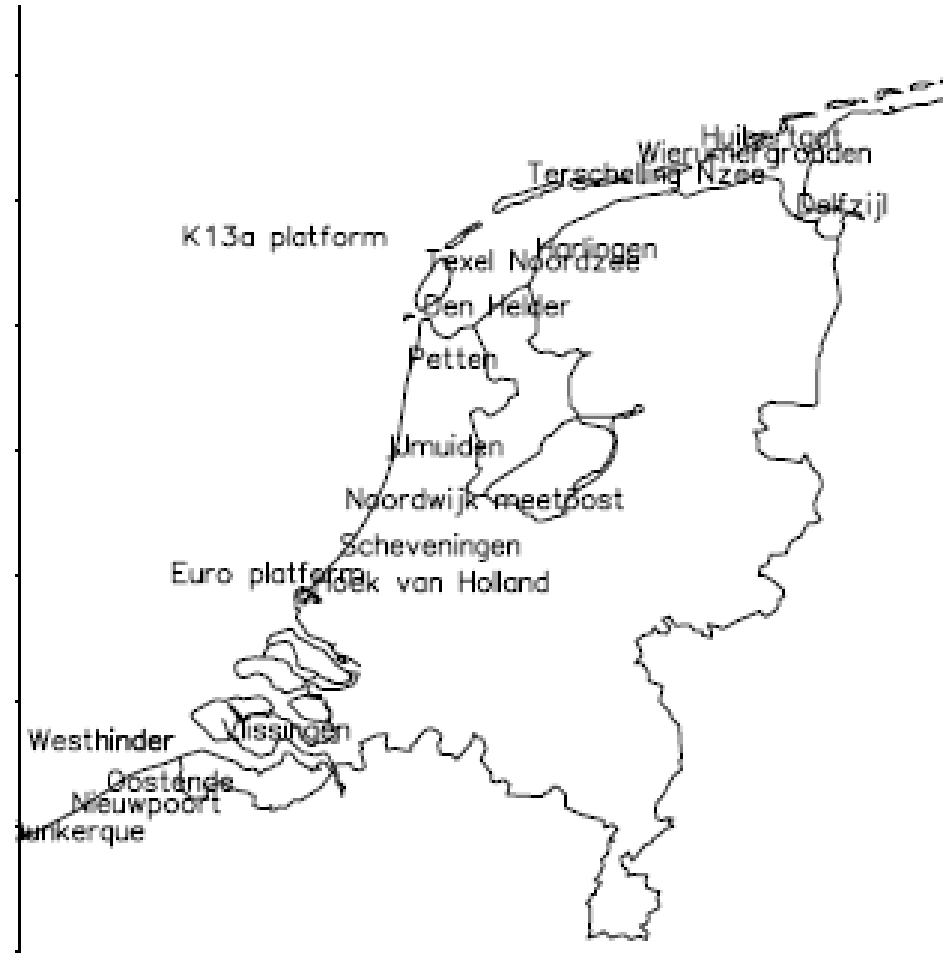 Huibertgat
Wierumergronden
Terschelling Nzee
Delfzijl
K13a platform
Harlingen
Texel Noordzee
Den Helder
Petten
IJmuiden
Noordwijk meetpost
Scheveningen
Euro platform
Hoek van Holland
Vlissingen
Westhinder
Oostende
Nieuwpoort
unkerque